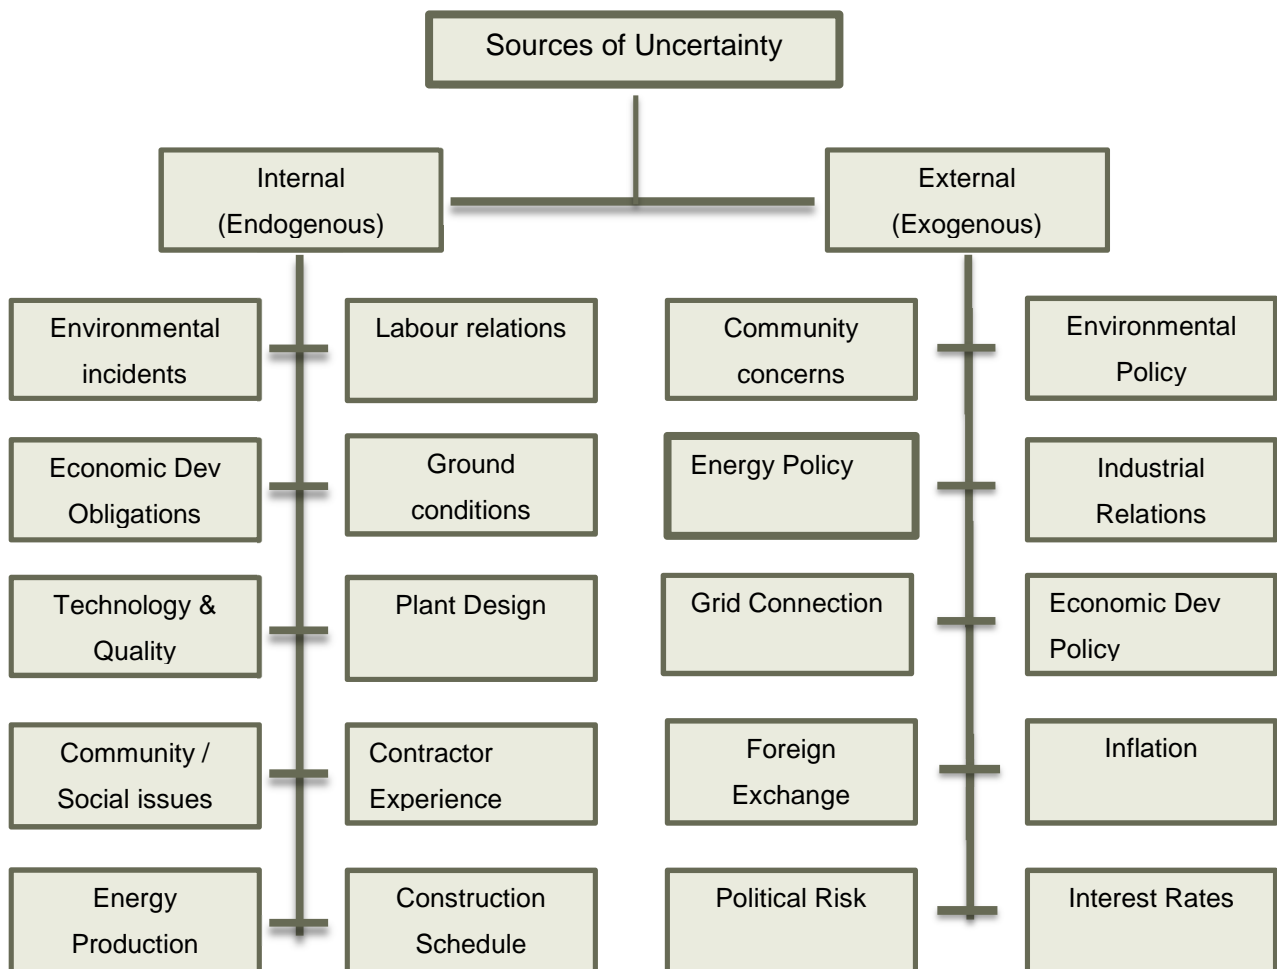 Sources of Uncertainty
Internal
(Endogenous)
External
(Exogenous)
Environmental
incidents
Labour relations
Community
concerns
Environmental
Policy
Economic Dev
Obligations
Ground
conditions
Energy Policy
Industrial
Relations
Technology &
Quality
Plant Design
Grid Connection
Economic Dev
Policy
Community /
Social issues
Contractor
Experience
Foreign
Exchange
Inflation
Energy
Production
Construction
Schedule
Political Risk
Interest Rates